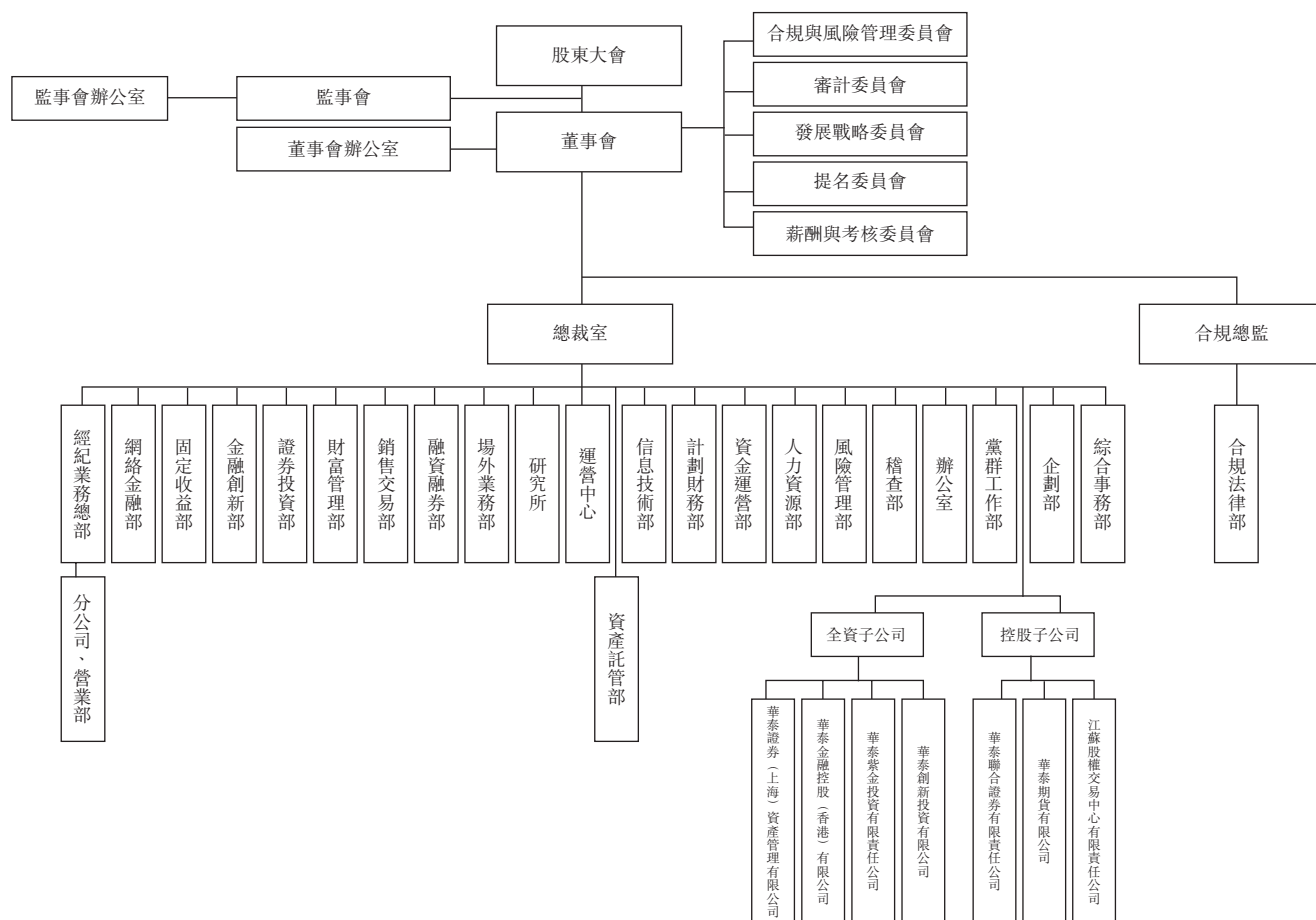 股東大會
合規與風險管理委員會
審計委員會
監事會辦公室
監事會
發展戰略委員會
董事會
董事會辦公室
提名委員會
薪酬與考核委員會
總裁室
合規總監
經紀業務總部
網絡金融部
固定收益部
金融創新部
證券投資部
財富管理部
銷售交易部
融資融券部
場外業務部
研究所
運營中心
信息技術部
計劃財務部
資金運營部
人力資源部
風險管理部
稽查部
辦公室
黨群工作部
企劃部
綜合事務部
合規法律部
分公司、營業部
資產託管部
全資子公司
控股子公司
華泰證券（上海）資產管理有限公司
華泰金融控股（香港）有限公司
華泰紫金投資有限責任公司
華泰創新投資有限公司
華泰聯合證券有限責任公司
華泰期貨有限公司
江蘇股權交易中心有限責任公司